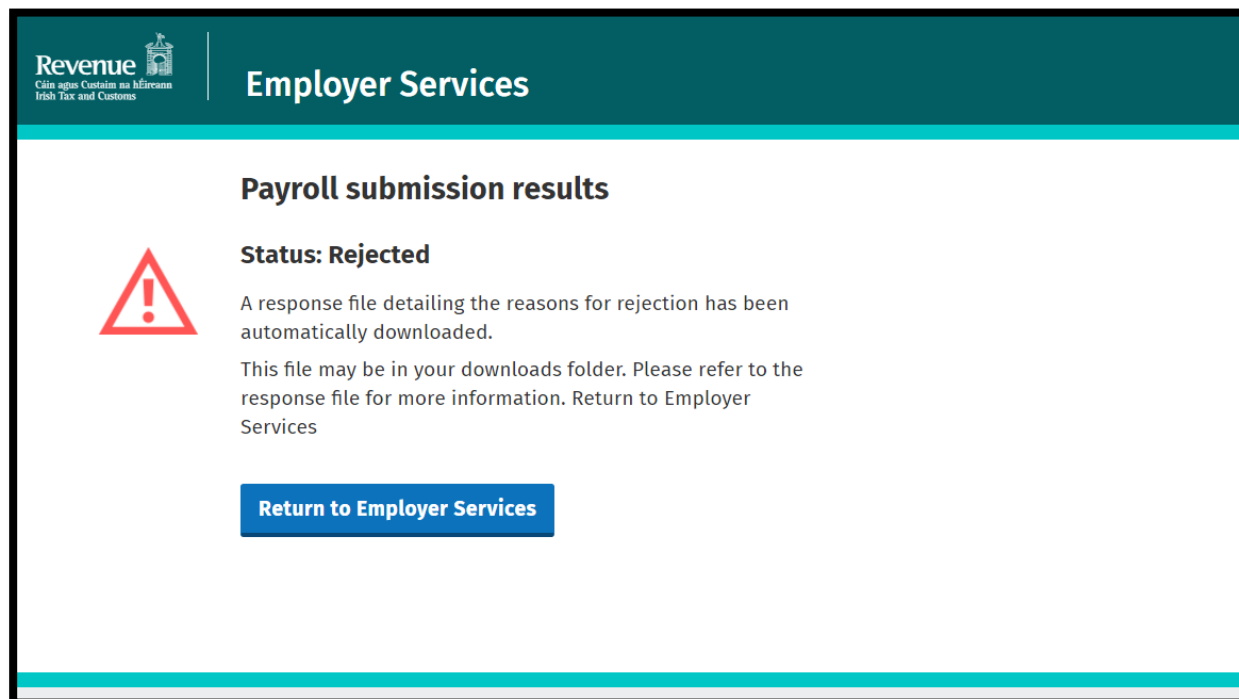 Revenue
Cáin agus Custaim na hÉireann
Irish Tax and Customs
Employer Services
Payroll submission results
Status: Rejected
A response file detailing the reasons for rejection has been
automatically downloaded.
This file may be in your downloads folder. Please refer to the
response file for more information. Return to Employer
Services
Return to Employer Services